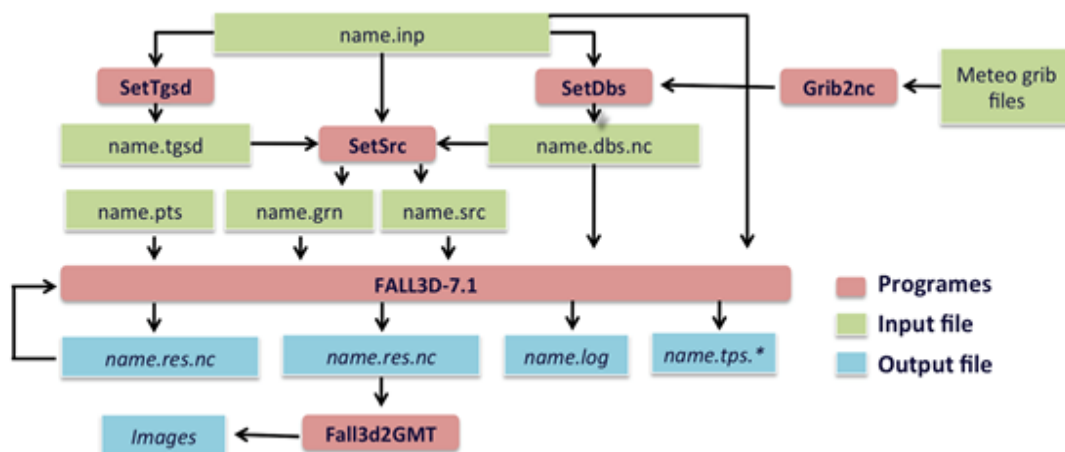 name.inp
SetTgsd
SetDbs
Grib2nc
Meteo grib
files
name.tgsd
SetSrc
name.dbs.nc
name.pts
name.grn
name.src
FALL3D-7.1
Programes
Input file
Output file
name.res.nc
name.res.nc
name.log
name.tps.*
Images
Fall3d2GMT